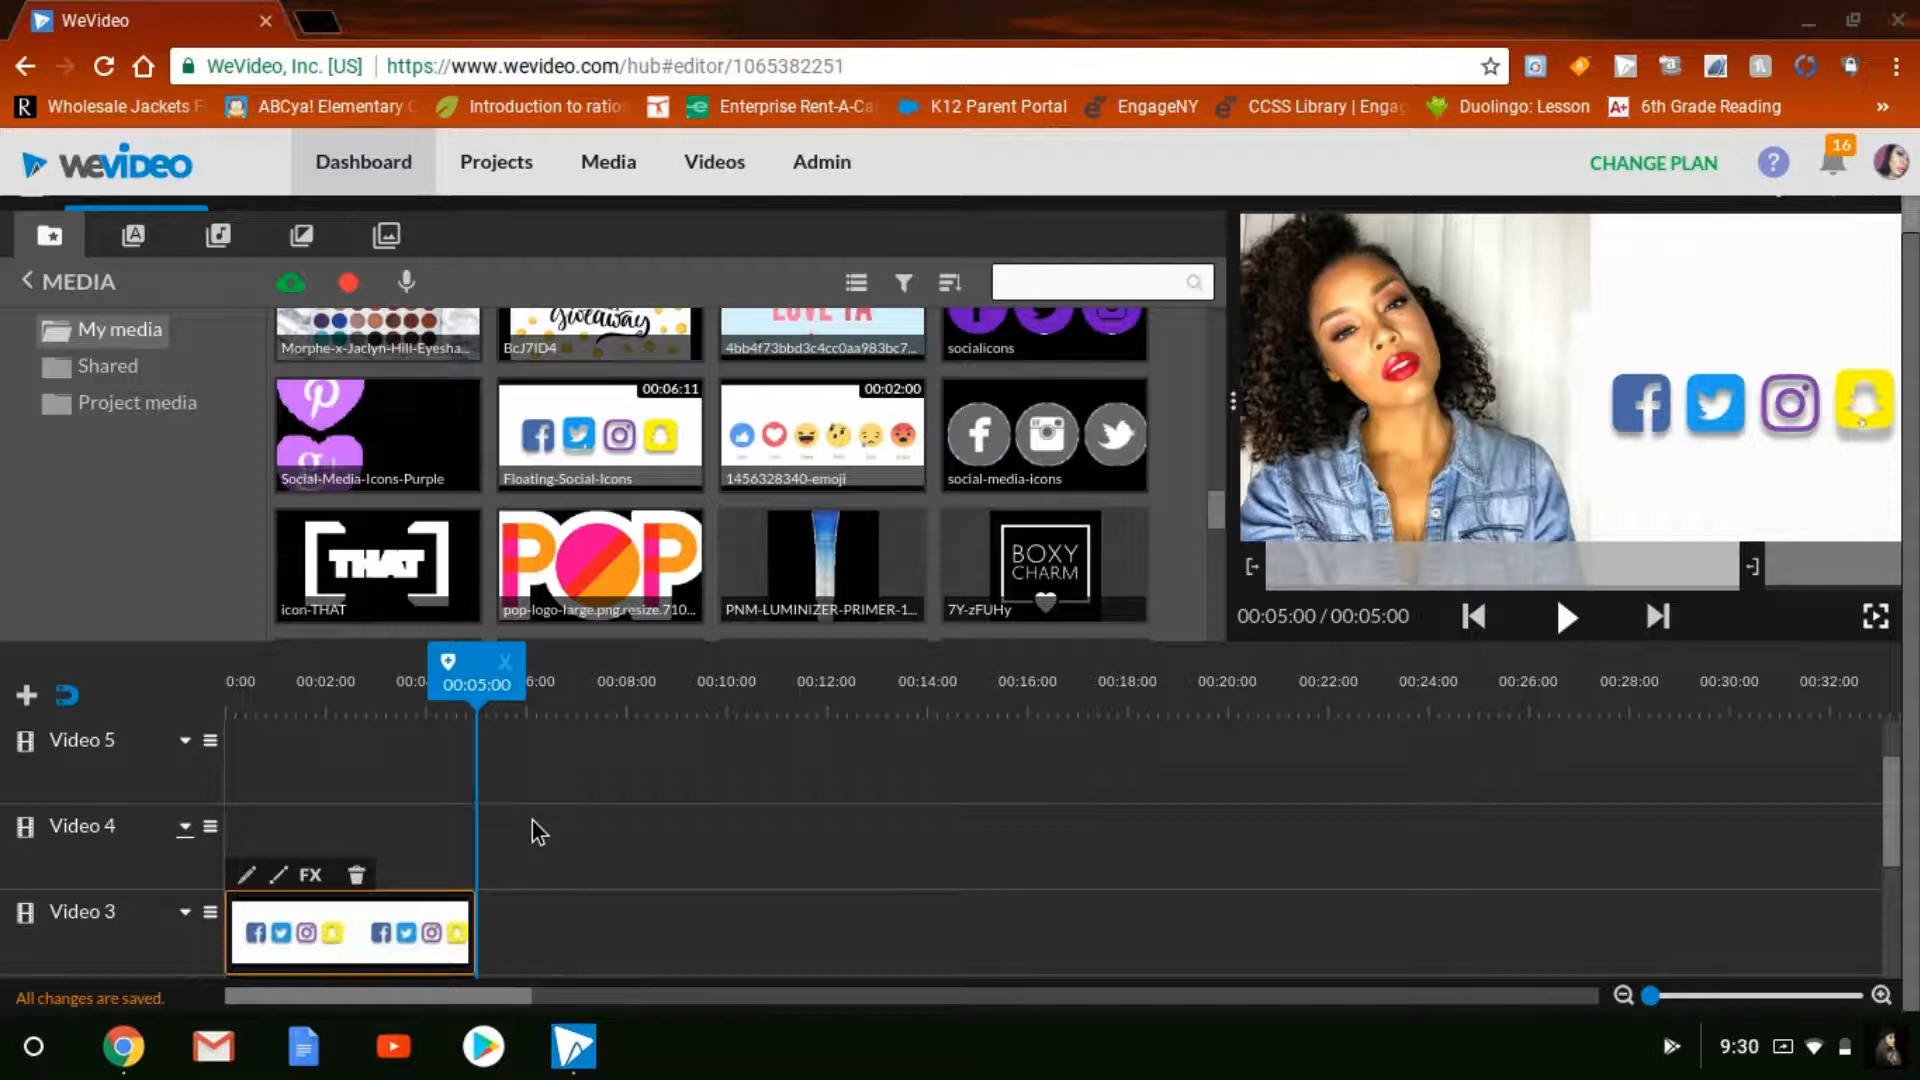 WeVideo
WeVideo, Inc. [US] https://www.wevideo.com/hub#editor/1065382251
Wholesale Jackets F ABCya! Elementary Introduction to ratio Enterprise Rent-A-Ca K12 Parent Portal EngageNY CCSS Library | Engag Duolingo: Lesson A+ 6th Grade Reading »
WEVIDEO Dashboard Projects Media Videos Admin CHANGE PLAN ? 16
MEDIA
My media
Shared
Project media
giveaway
LOVE YA
Morphe-x-Jaclyn-Hill-Eyesha... BcJ7ID4 4bb4f73bbd3c4cc0aa983bc7... socialicons
00:06:11 00:02:00
Social-Media-Icons-Purple Floating-Social-Icons 1456328340-emoji social-media-icons
THAT POP BOXY CHARM
icon-THAT pop-logo-large.png.resize.710... PNM-LUMINIZER-PRIMER-1... 7Y-zFUHy
00:05:00 / 00:05:00
0:00 00:02:00 00:0 00:05:00 6:00 00:08:00 00:10:00 00:12:00 00:14:00 00:16:00 00:18:00 00:20:00 00:22:00 00:24:00 00:26:00 00:28:00 00:30:00 00:32:00
Video 5
Video 4
FX
Video 3
All changes are saved.
9:30